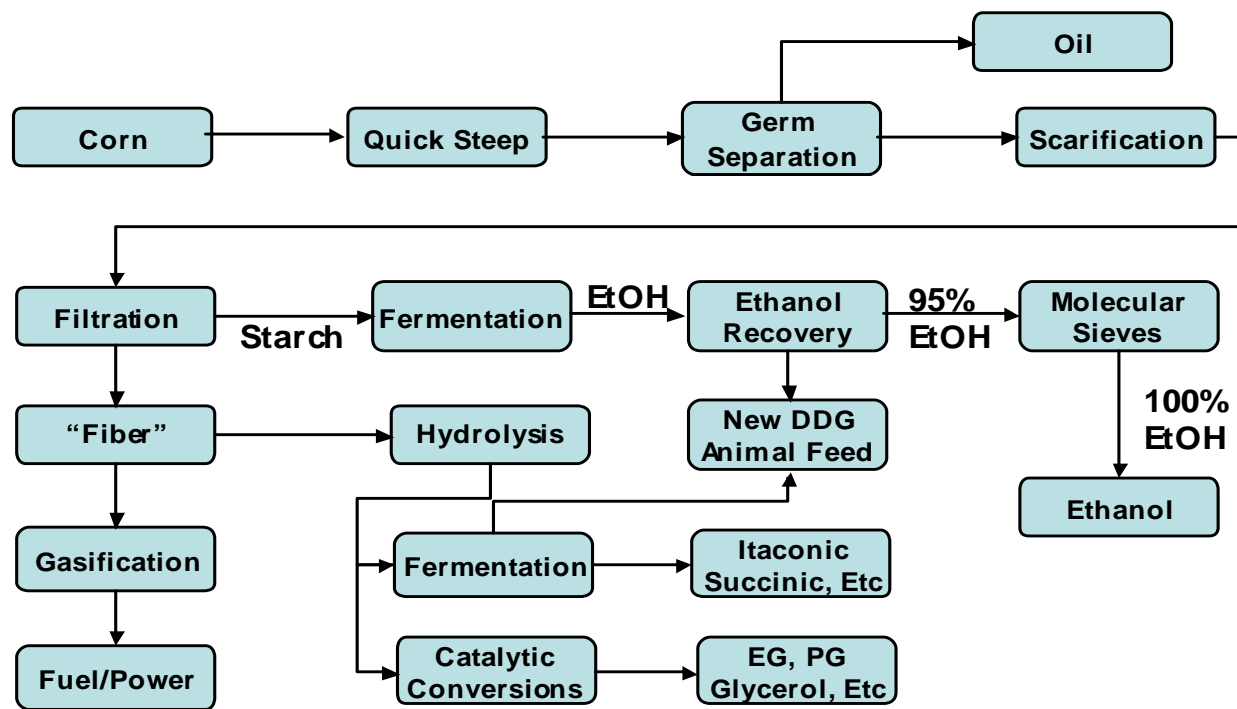 Oil
Corn
Quick Steep
Germ
Separation
Scarification
Filtration
Starch
Fermentation
EtOH
Ethanol
Recovery
95%
EtOH
Molecular
Sieves
“Fiber”
Hydrolysis
New DDG
Animal Feed
100%
EtOH
Ethanol
Gasification
Fermentation
Itaconic
Succinic, Etc
Fuel/Power
Catalytic
Conversions
EG, PG
Glycerol, Etc